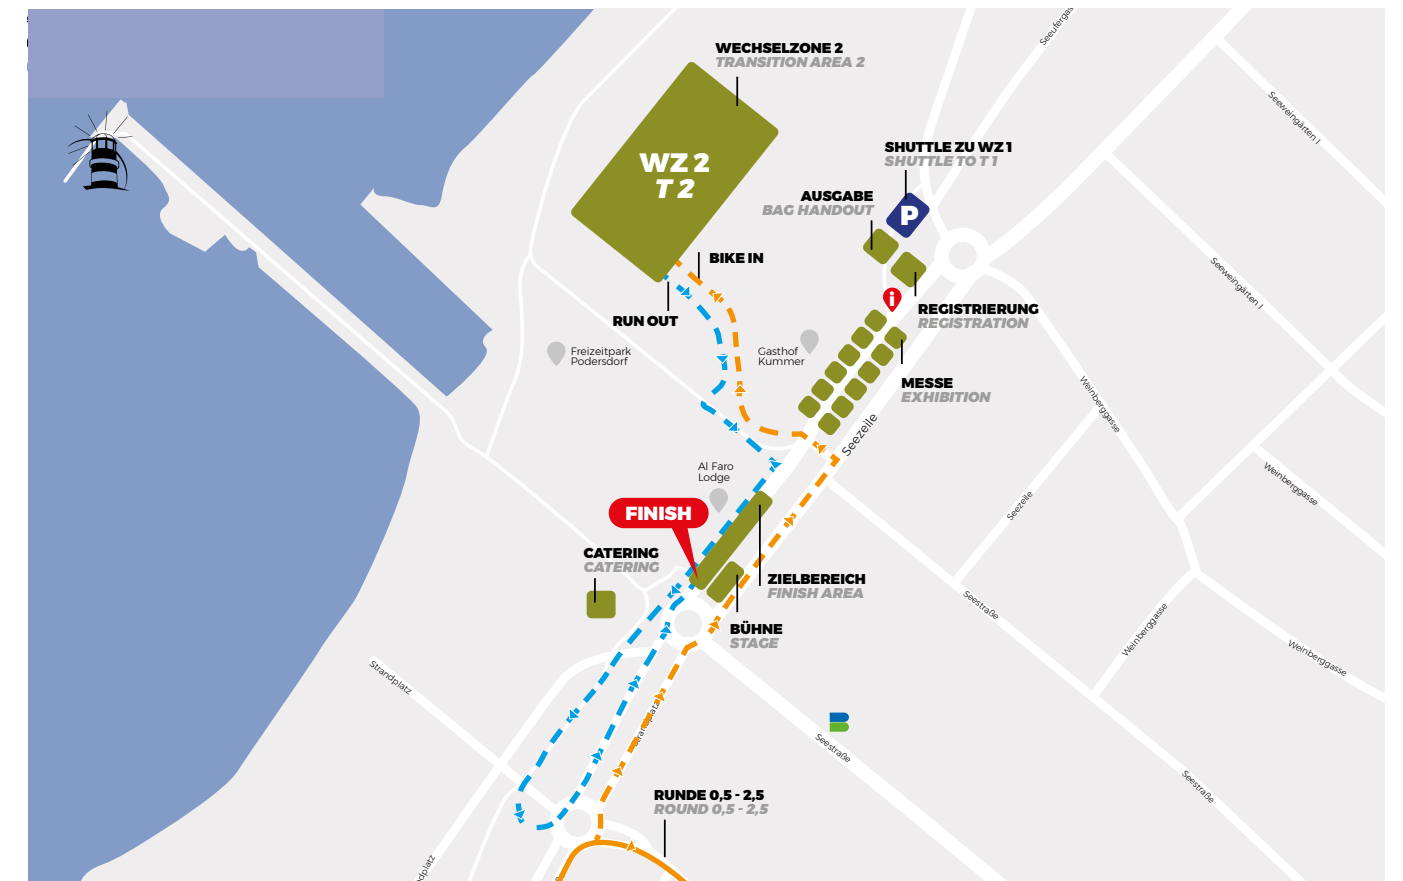 WECHSELZONE 2
TRANSITION AREA 2
Seeufergas
Seeweingärten I
WZ 2
T 2
SHUTTLE ZU WZ 1
SHUTTLE TO T 1
AUSGABE
BAG HANDOUT
P
BIKE IN
Seeweingärten I
i
RUN OUT
REGISTRIERUNG
REGISTRATION
Freizeitpark
Podersdorf
Gasthof
Kummer
MESSE
EXHIBITION
Weinberggasse
Seezeile
Al Faro
Lodge
Weinberggasse
FINISH
Seezeile
CATERING
CATERING
ZIELBEREICH
FINISH AREA
Seestraße
BÜHNE
STAGE
Weinberggasse
Weinberggasse
Strandplatz
Strandplatz
Seestraße
Seestraße
RUNDE 0,5 - 2,5
ROUND 0,5 - 2,5
ndplatz